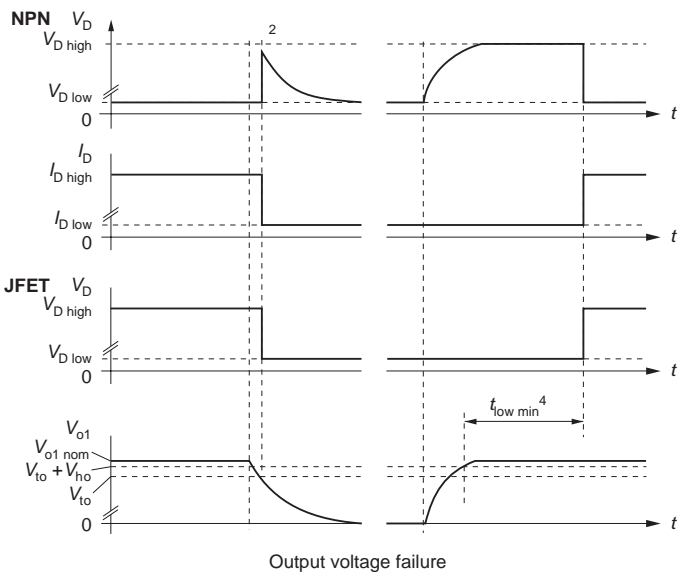 NPN V_D
V_D high
2
V_D low
0
t
I_D
I_D high
I_D low
0
t
JFET V_D
V_D high
V_D low
0
t
t_low min^4
V_o1
V_o1 nom
V_to + V_ho
V_to
0
t
Output voltage failure